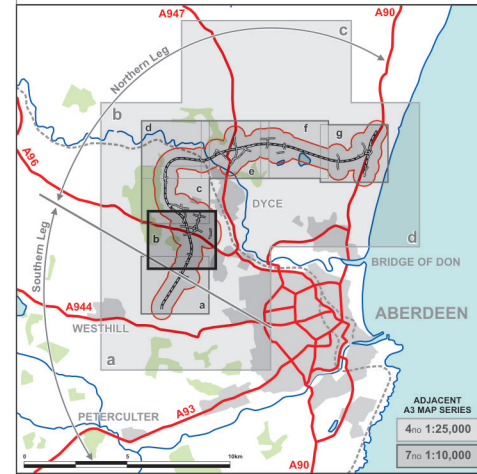 A947
A90
Northern Leg
c
b
d
f
g
A96
e
c
DYCE
Southern Leg
b
d
BRIDGE OF DON
a
A944
ABERDEEN
WESTHILL
a
ADJACENT
A3 MAP SERIES
PETERCULTER
A93
4no 1:25,000
0 5 10km
7no 1:10,000
A90